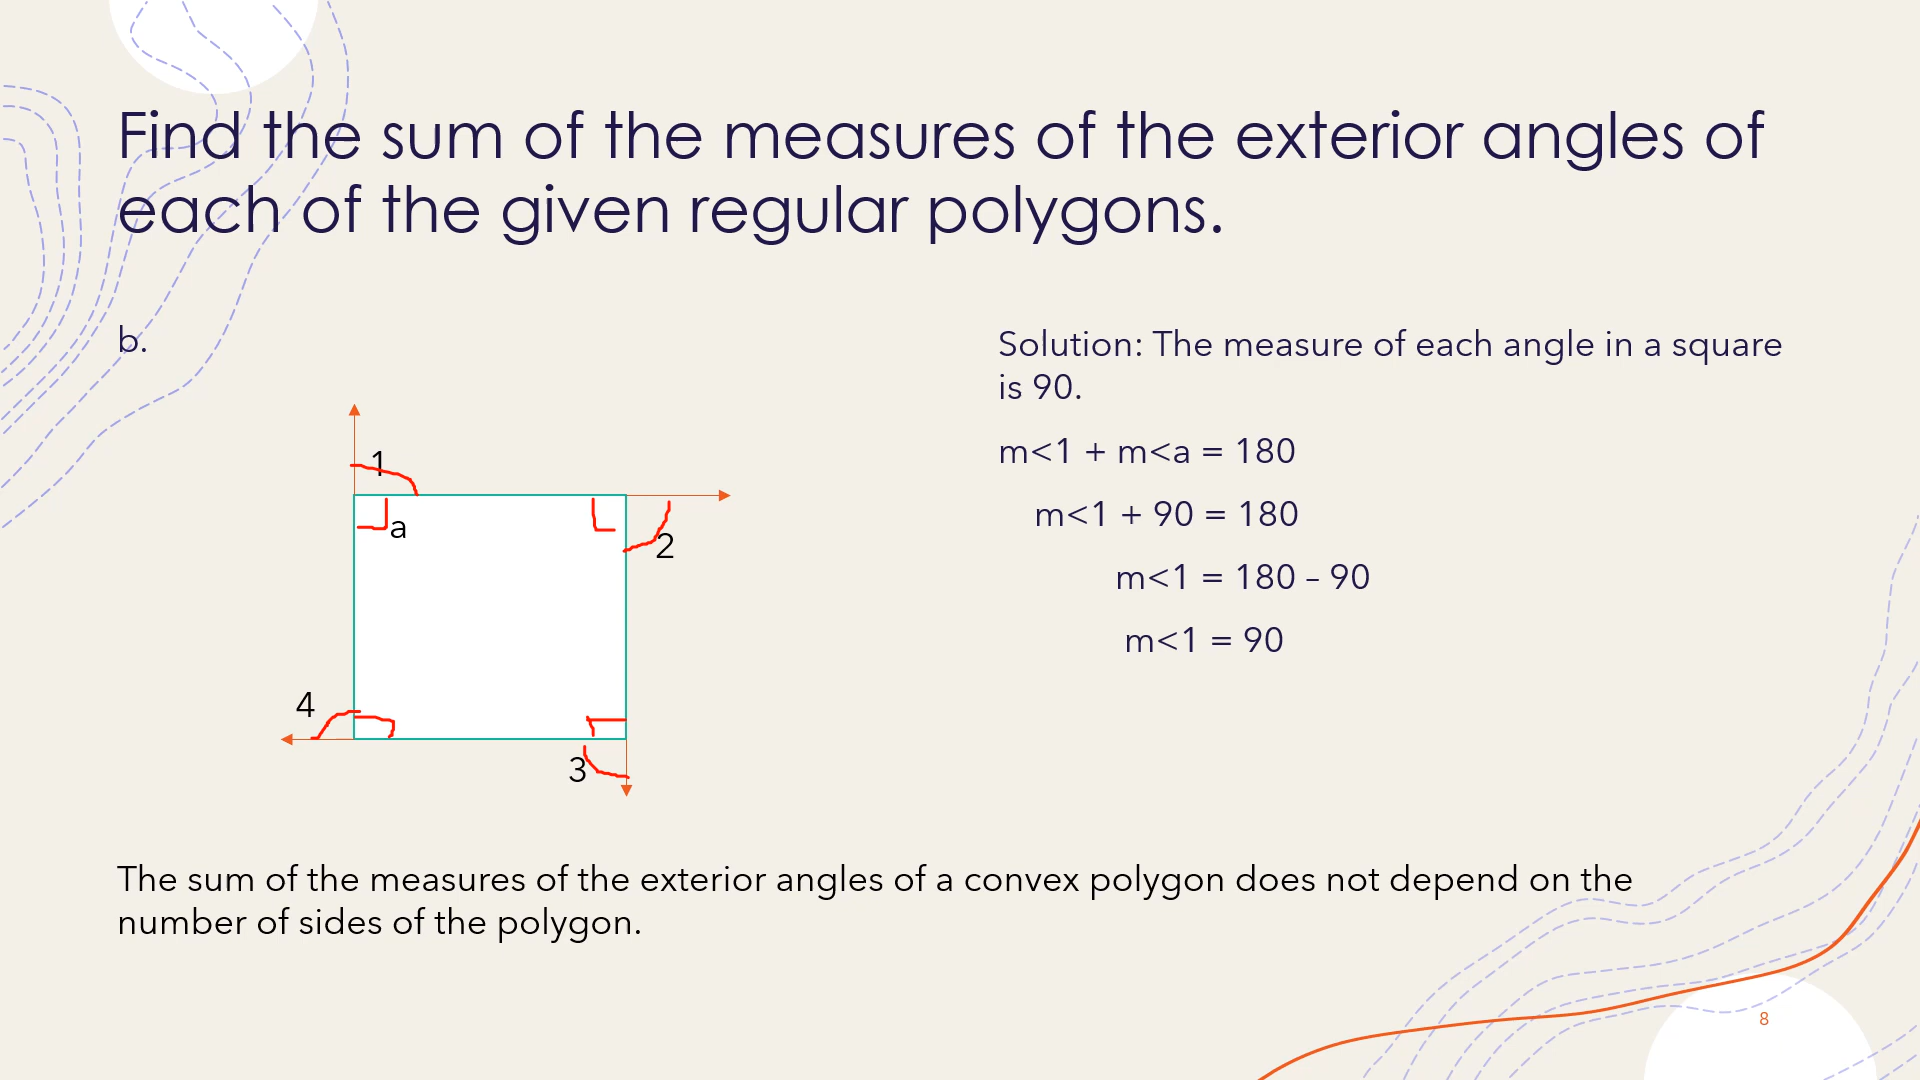 Find the sum of the measures of the exterior angles of
each of the given regular polygons.
b.
1
a
2
4
3
Solution: The measure of each angle in a square
is 90.
m<1 + m<a = 180
m<1 + 90 = 180
m<1 = 180 – 90
m<1 = 90
The sum of the measures of the exterior angles of a convex polygon does not depend on the
number of sides of the polygon.
8